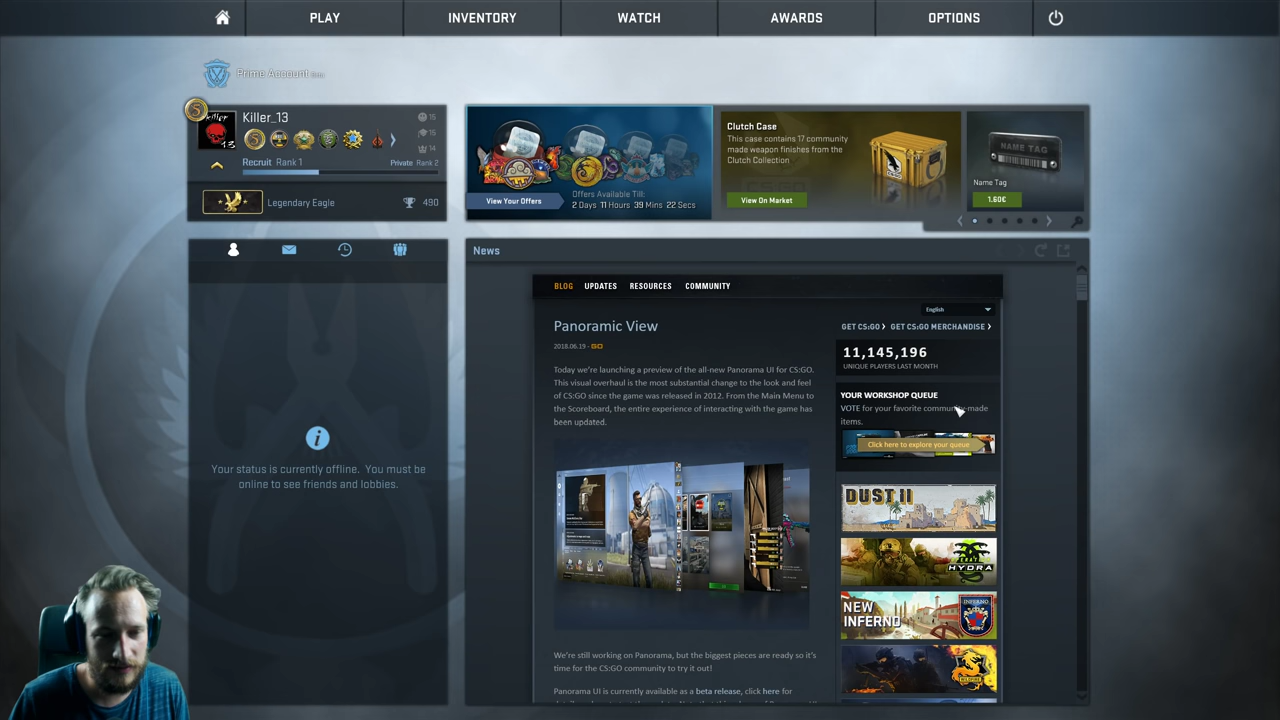 PLAY
INVENTORY
WATCH
AWARDS
OPTIONS
Prime Account
Killer_13
15
15
14
Recruit Rank 1
Private Rank 2
Legendary Eagle
490
View Your Offers
Offers Available Till:
2 Days 11 Hours 39 Mins 22 Secs
Clutch Case
This case contains 17 community
made weapon finishes from the
Clutch Collection
View On Market
NAME TAG
Name Tag
1.60€
Your status is currently offline. You must be
online to see friends and lobbies.
News
BLOG UPDATES RESOURCES COMMUNITY
English
GET CS:GO GET CS:GO MERCHANDISE
Panoramic View
2018.06.19 -
Today we're launching a preview of the all-new Panorama UI for CS:GO.
This visual overhaul is the most substantial change to the look and feel
of CS:GO since the game was released in 2012. From the Main Menu to
the Scoreboard, the entire experience of interacting with the game has
been updated.
We're still working on Panorama, but the biggest pieces are ready so it's
time for the CS:GO community to try it out!
Panorama UI is currently available as a beta release, click here for
11,145,196
UNIQUE PLAYERS LAST MONTH
YOUR WORKSHOP QUEUE
VOTE for your favorite community-made
items.
Click here to explore your queue
DUST II
HYDRA
NEW
INFERNO